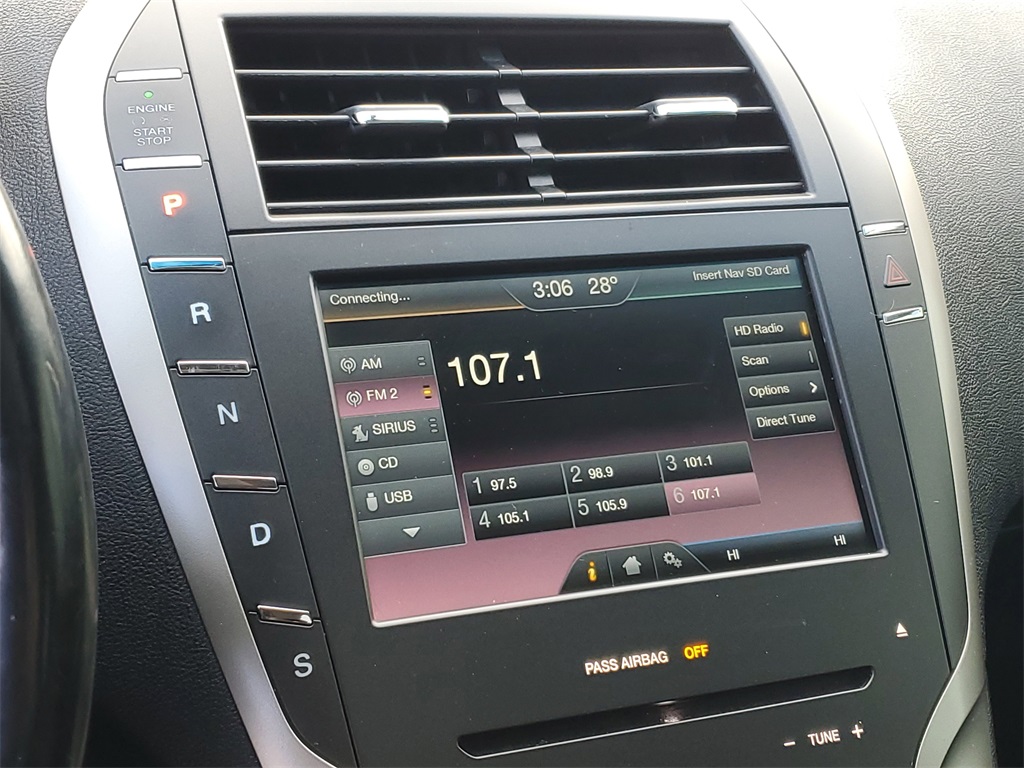 ENGINE
START
STOP
P
R
N
D
S
Connecting...
3:06 28°
Insert Nav SD Card
AM
FM 2
SIRIUS
CD
USB
107.1
HD Radio
Scan
Options
Direct Tune
1 97.5
2 98.9
3 101.1
4 105.1
5 105.9
6 107.1
i
HI
HI
PASS AIRBAG OFF
– TUNE +